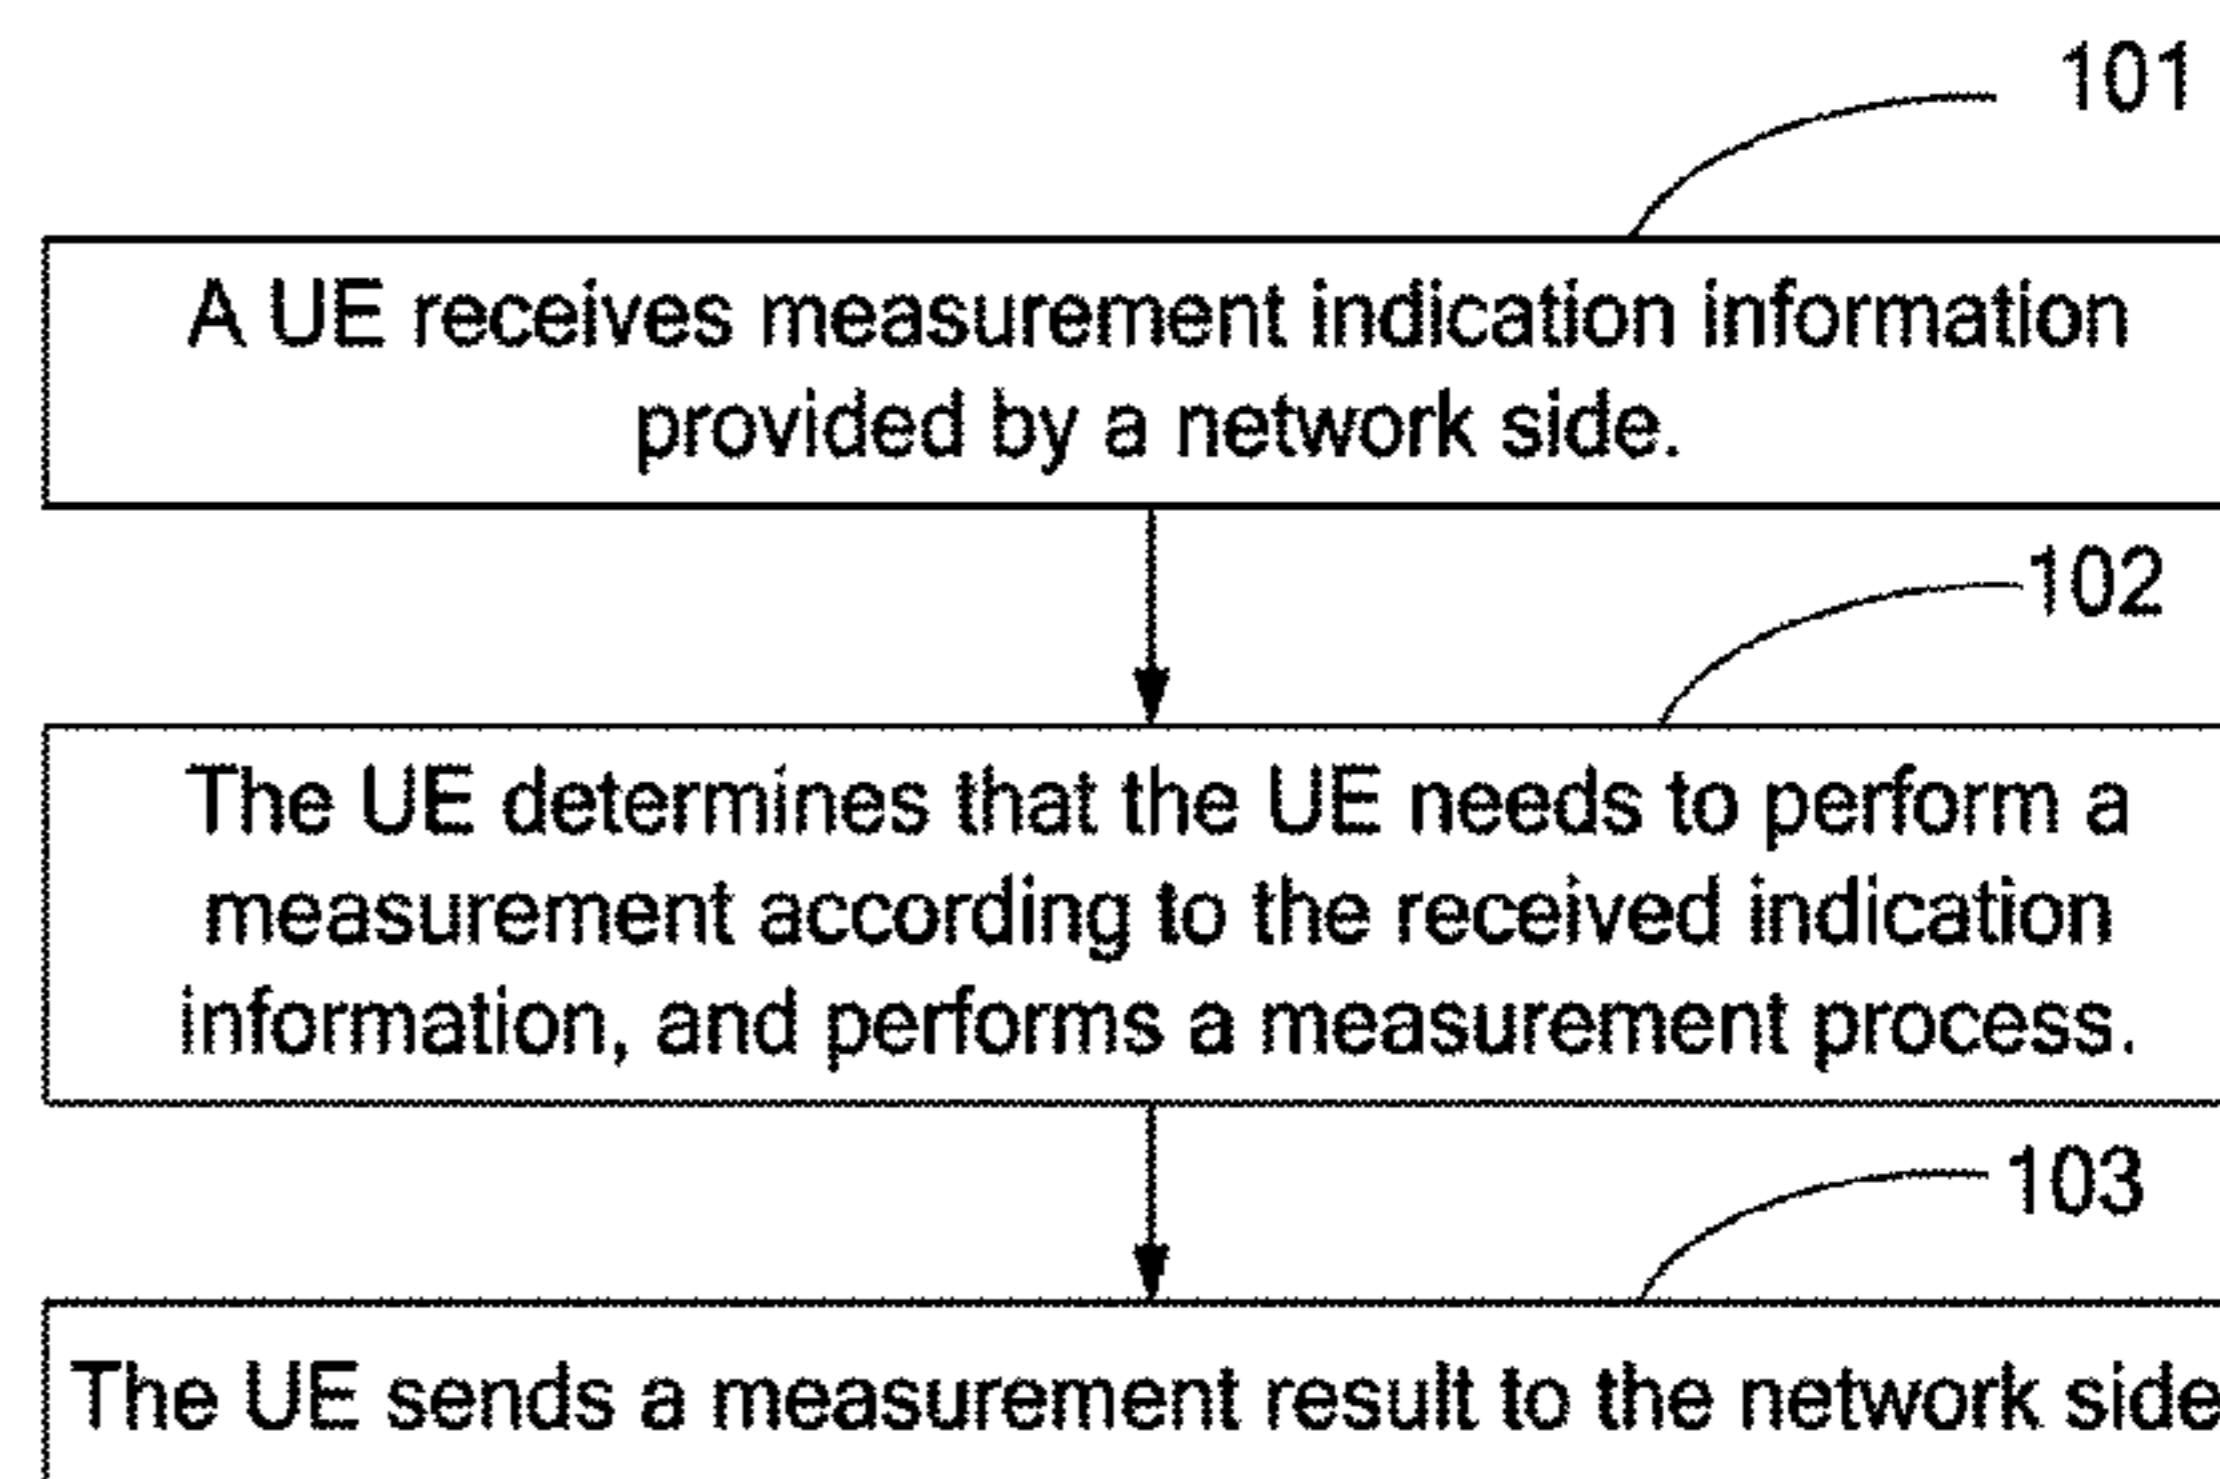 101
A UE receives measurement indication information
provided by a network side.
102
The UE determines that the UE needs to perform a
measurement according to the received indication
information, and performs a measurement process.
103
The UE sends a measurement result to the network side